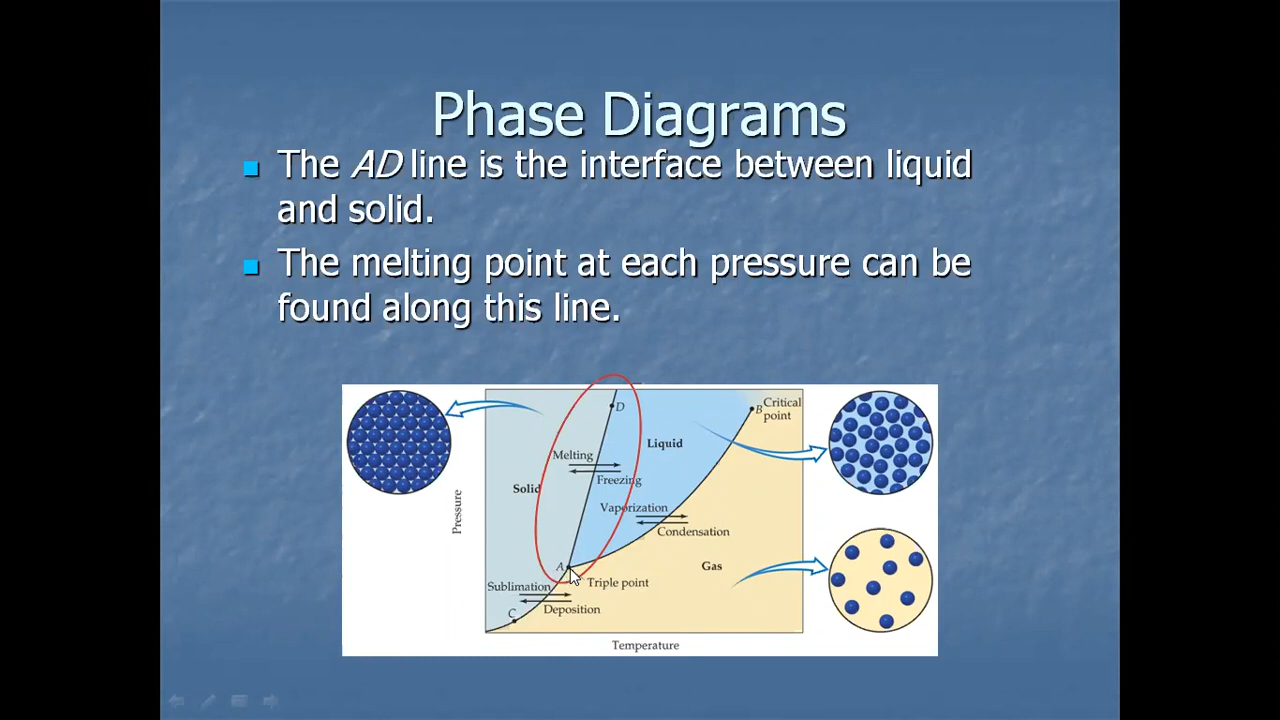 Phase Diagrams
The AD line is the interface between liquid
and solid.
The melting point at each pressure can be
found along this line.
D
B
Critical
point
Liquid
Melting
Freezing
Solid
Pressure
Vaporization
Condensation
Gas
A
Triple point
Sublimation
Deposition
C
Temperature